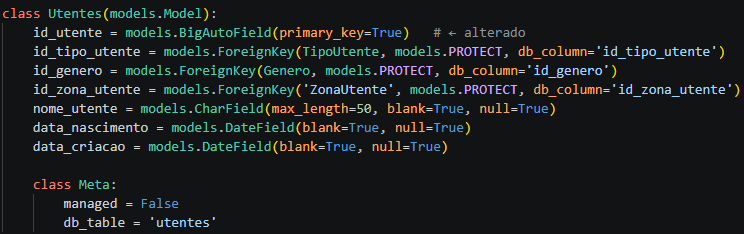 class Utentes(models.Model):
    id_utente = models.BigAutoField(primary_key=True)   # ← alterado
    id_tipo_utente = models.ForeignKey(TipoUtente, models.PROTECT, db_column='id_tipo_utente')
    id_genero = models.ForeignKey(Genero, models.PROTECT, db_column='id_genero')
    id_zona_utente = models.ForeignKey('ZonaUtente', models.PROTECT, db_column='id_zona_utente')
    nome_utente = models.CharField(max_length=50, blank=True, null=True)
    data_nascimento = models.DateField(blank=True, null=True)
    data_criacao = models.DateField(blank=True, null=True)

    class Meta:
        managed = False
        db_table = 'utentes'